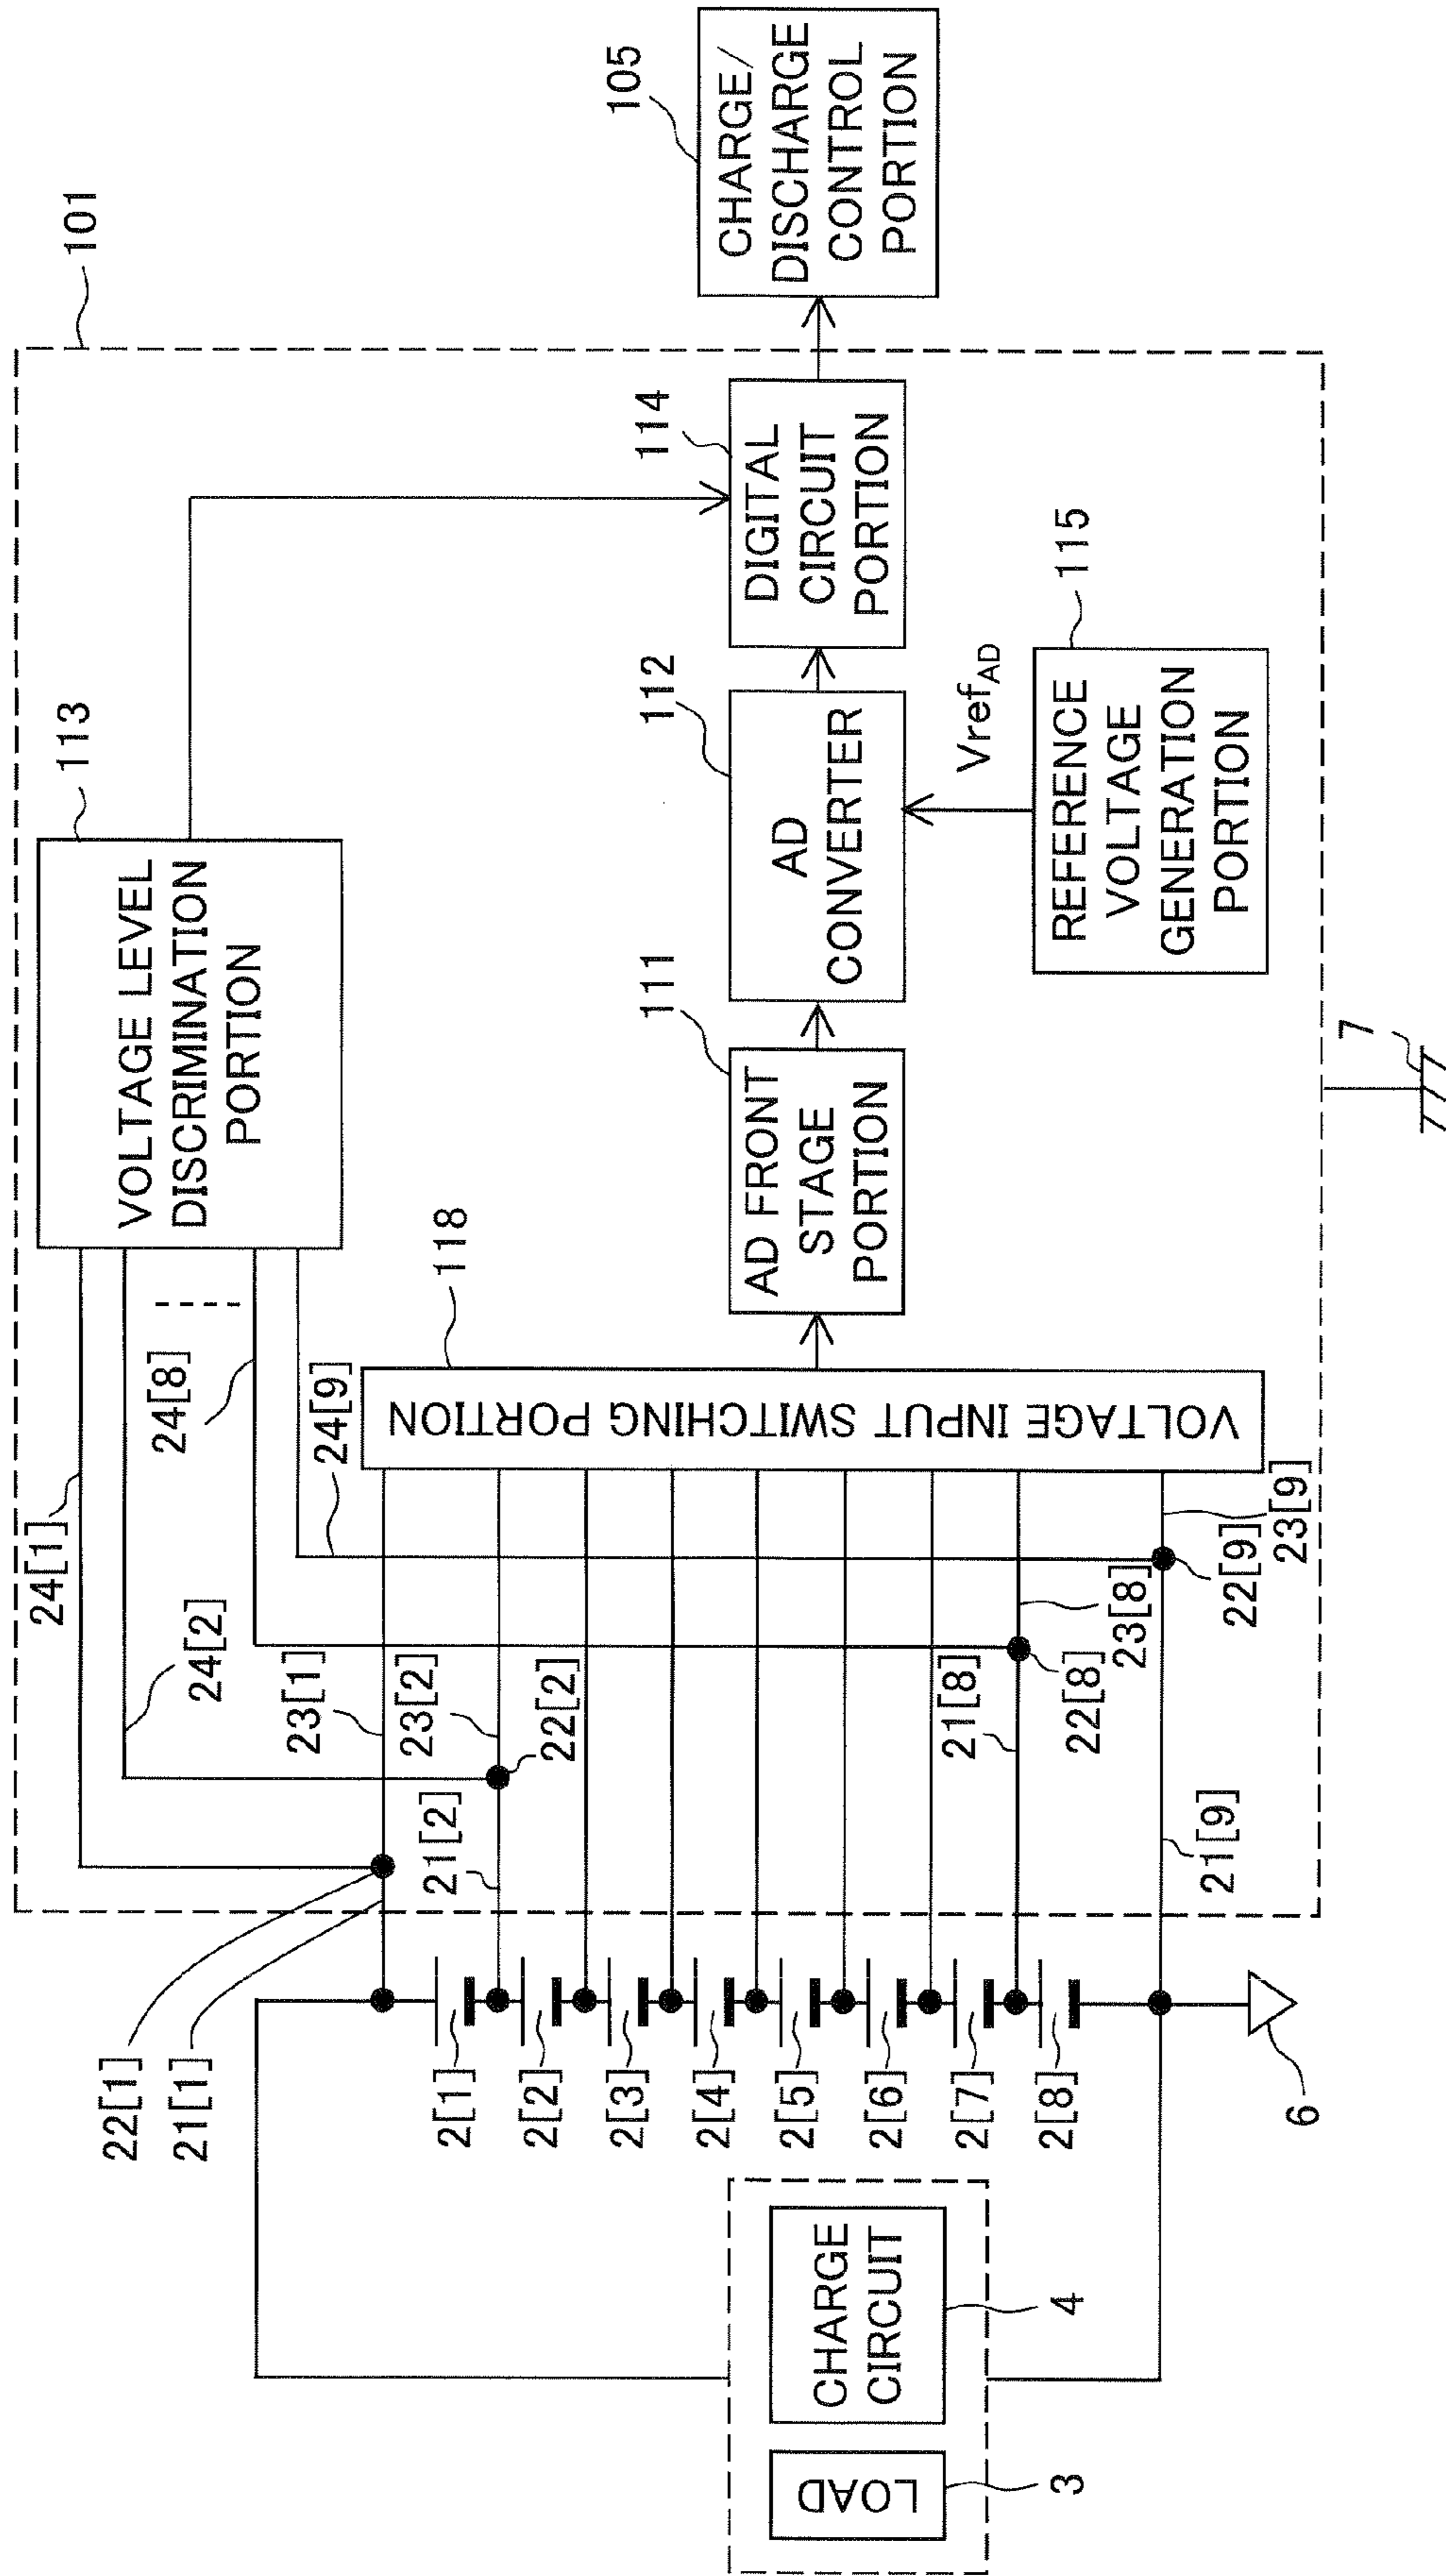 101
113
VOLTAGE LEVEL
DISCRIMINATION
PORTION
24[1]
24[2]
24[8]
24[9]
22[1]
21[1]
23[1]
23[2]
21[2]
22[2]
118
VOLTAGE INPUT SWITCHING PORTION
111
AD FRONT
STAGE
PORTION
112
AD
CONVERTER
114
DIGITAL
CIRCUIT
PORTION
105
CHARGE/
DISCHARGE
CONTROL
PORTION
VrefAD
115
REFERENCE
VOLTAGE
GENERATION
PORTION
2[1]
2[2]
2[3]
2[4]
2[5]
2[6]
2[7]
2[8]
21[8]
22[8]
23[8]
21[9]
22[9]
23[9]
LOAD
3
CHARGE
CIRCUIT
4
6
7